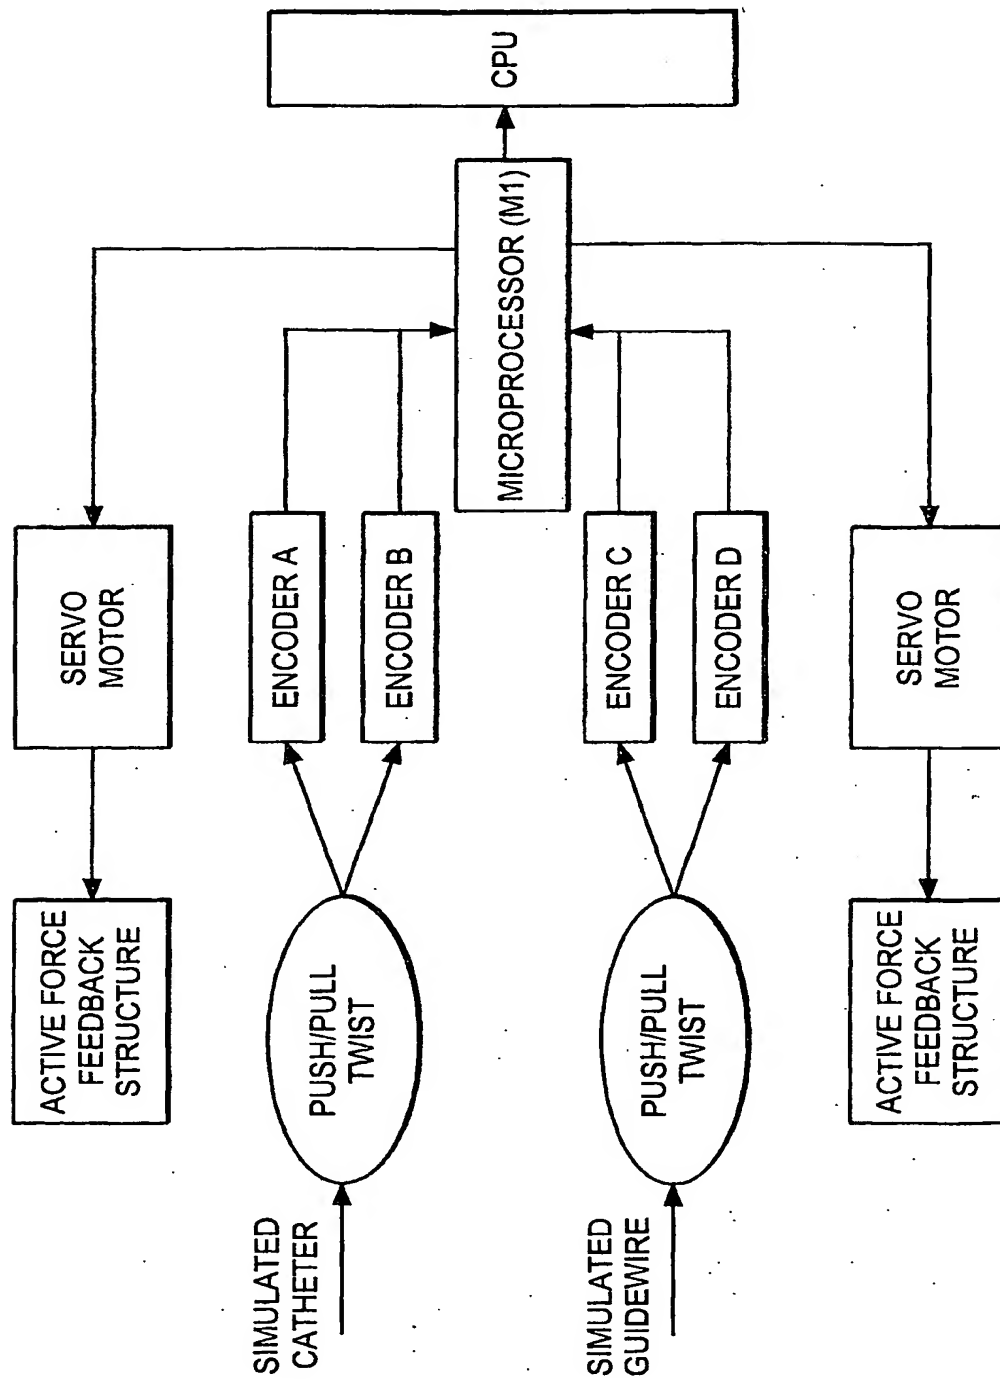 ACTIVE FORCE
FEEDBACK
STRUCTURE
SERVO
MOTOR
SIMULATED
CATHETER
PUSH/PULL
TWIST
ENCODER A
ENCODER B
MICROPROCESSOR (M1)
CPU
SIMULATED
GUIDEWIRE
PUSH/PULL
TWIST
ENCODER C
ENCODER D
ACTIVE FORCE
FEEDBACK
STRUCTURE
SERVO
MOTOR